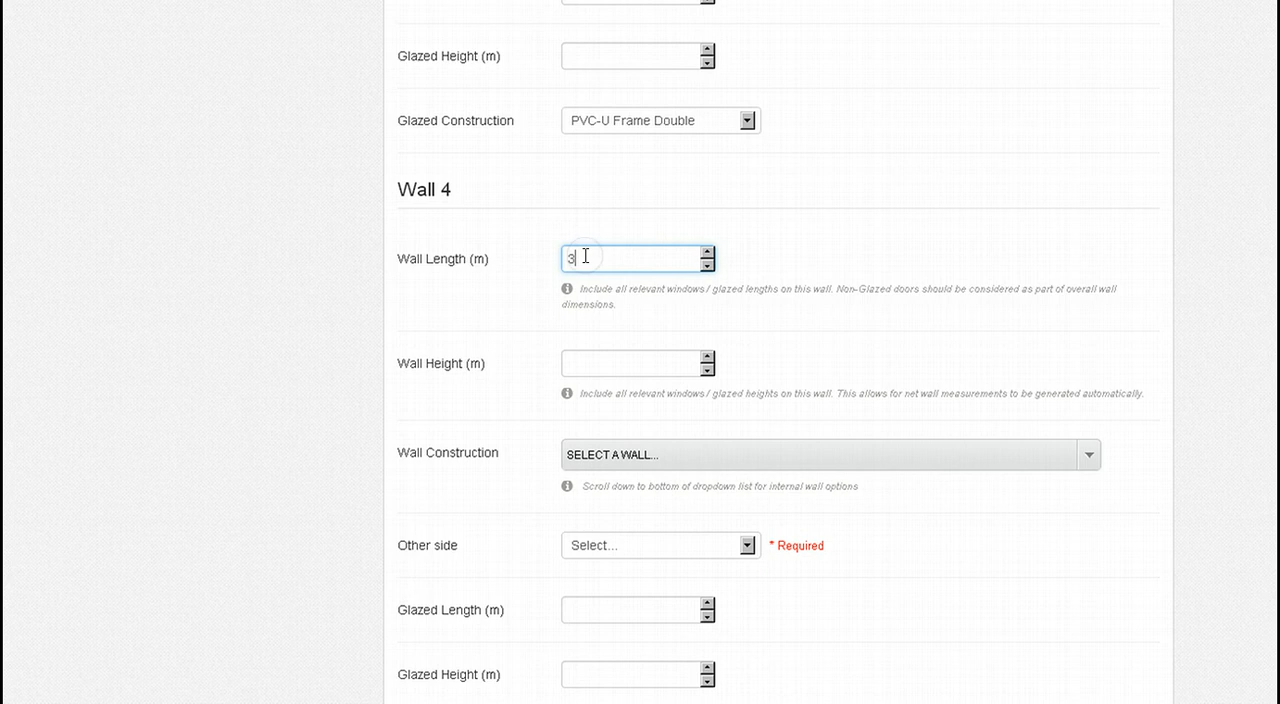 Glazed Height (m)
Glazed Construction
PVC-U Frame Double
Wall 4
Wall Length (m)
3
Include all relevant windows / glazed lengths on this wall. Non-Glazed doors should be considered as part of overall wall
dimensions.
Wall Height (m)
Include all relevant windows / glazed heights on this wall. This allows for net wall measurements to be generated automatically.
Wall Construction
SELECT A WALL...
Scroll down to bottom of dropdown list for internal wall options
Other side
Select...
* Required
Glazed Length (m)
Glazed Height (m)